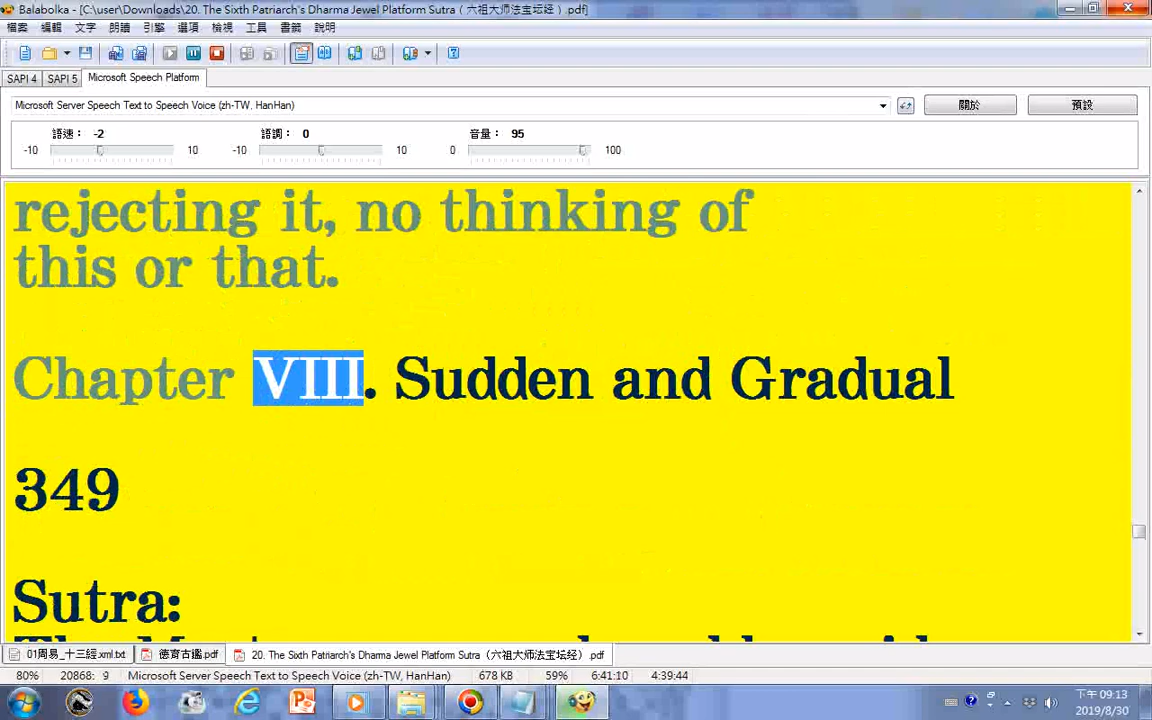 Balabolka - [C:\user\Downloads\20. The Sixth Patriarch's Dharma Jewel Platform Sutra（六祖大师法宝坛经）.pdf]
檔案 編輯 文字 朗讀 引擎 選項 檢視 工具 書籤 說明
SAPI 4 SAPI 5 Microsoft Speech Platform
Microsoft Server Speech Text to Speech Voice (zh-TW, HanHan) 關於 預設
語速： -2 語調： 0 音量： 95
-10 10 -10 10 0 100
rejecting it, no thinking of
this or that.
Chapter VIII. Sudden and Gradual
349
Sutra:
01周易_十三經.xml.txt 德育古鑑.pdf 20. The Sixth Patriarch's Dharma Jewel Platform Sutra（六祖大师法宝坛经）.pdf
80% 20868: 9 Microsoft Server Speech Text to Speech Voice (zh-TW, HanHan) 678 KB 59% 6:41:10 4:39:44
下午 09:13
2019/8/30